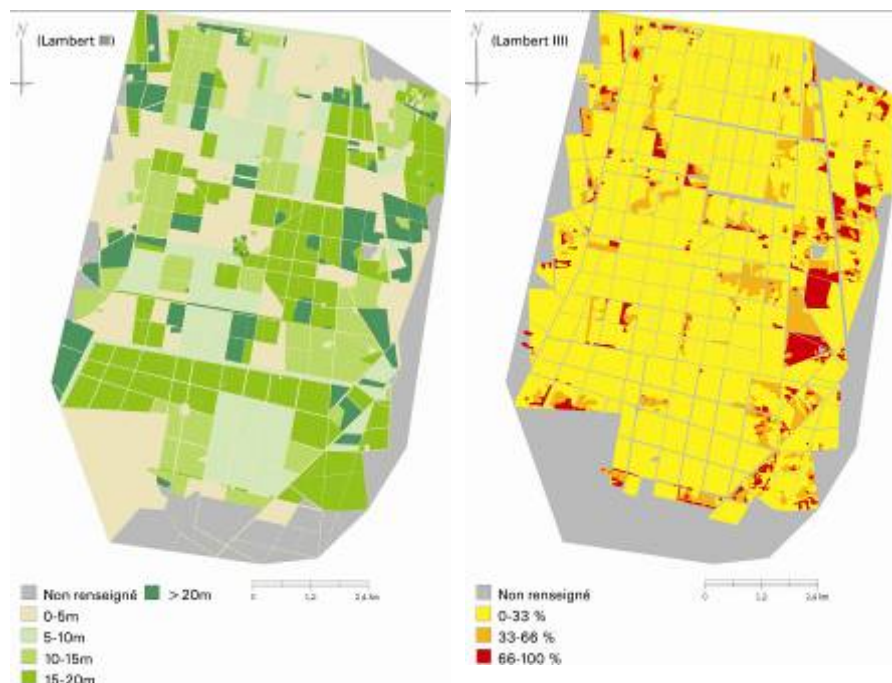 N
(Lambert III)
Non renseigné
>20m
0-5m
5-10m
10-15m
15-20m
0 1,2 2,4 km
N
(Lambert IIII)
Non renseigné
0-33 %
33-66 %
66-100 %
0 1,2 2,4 km